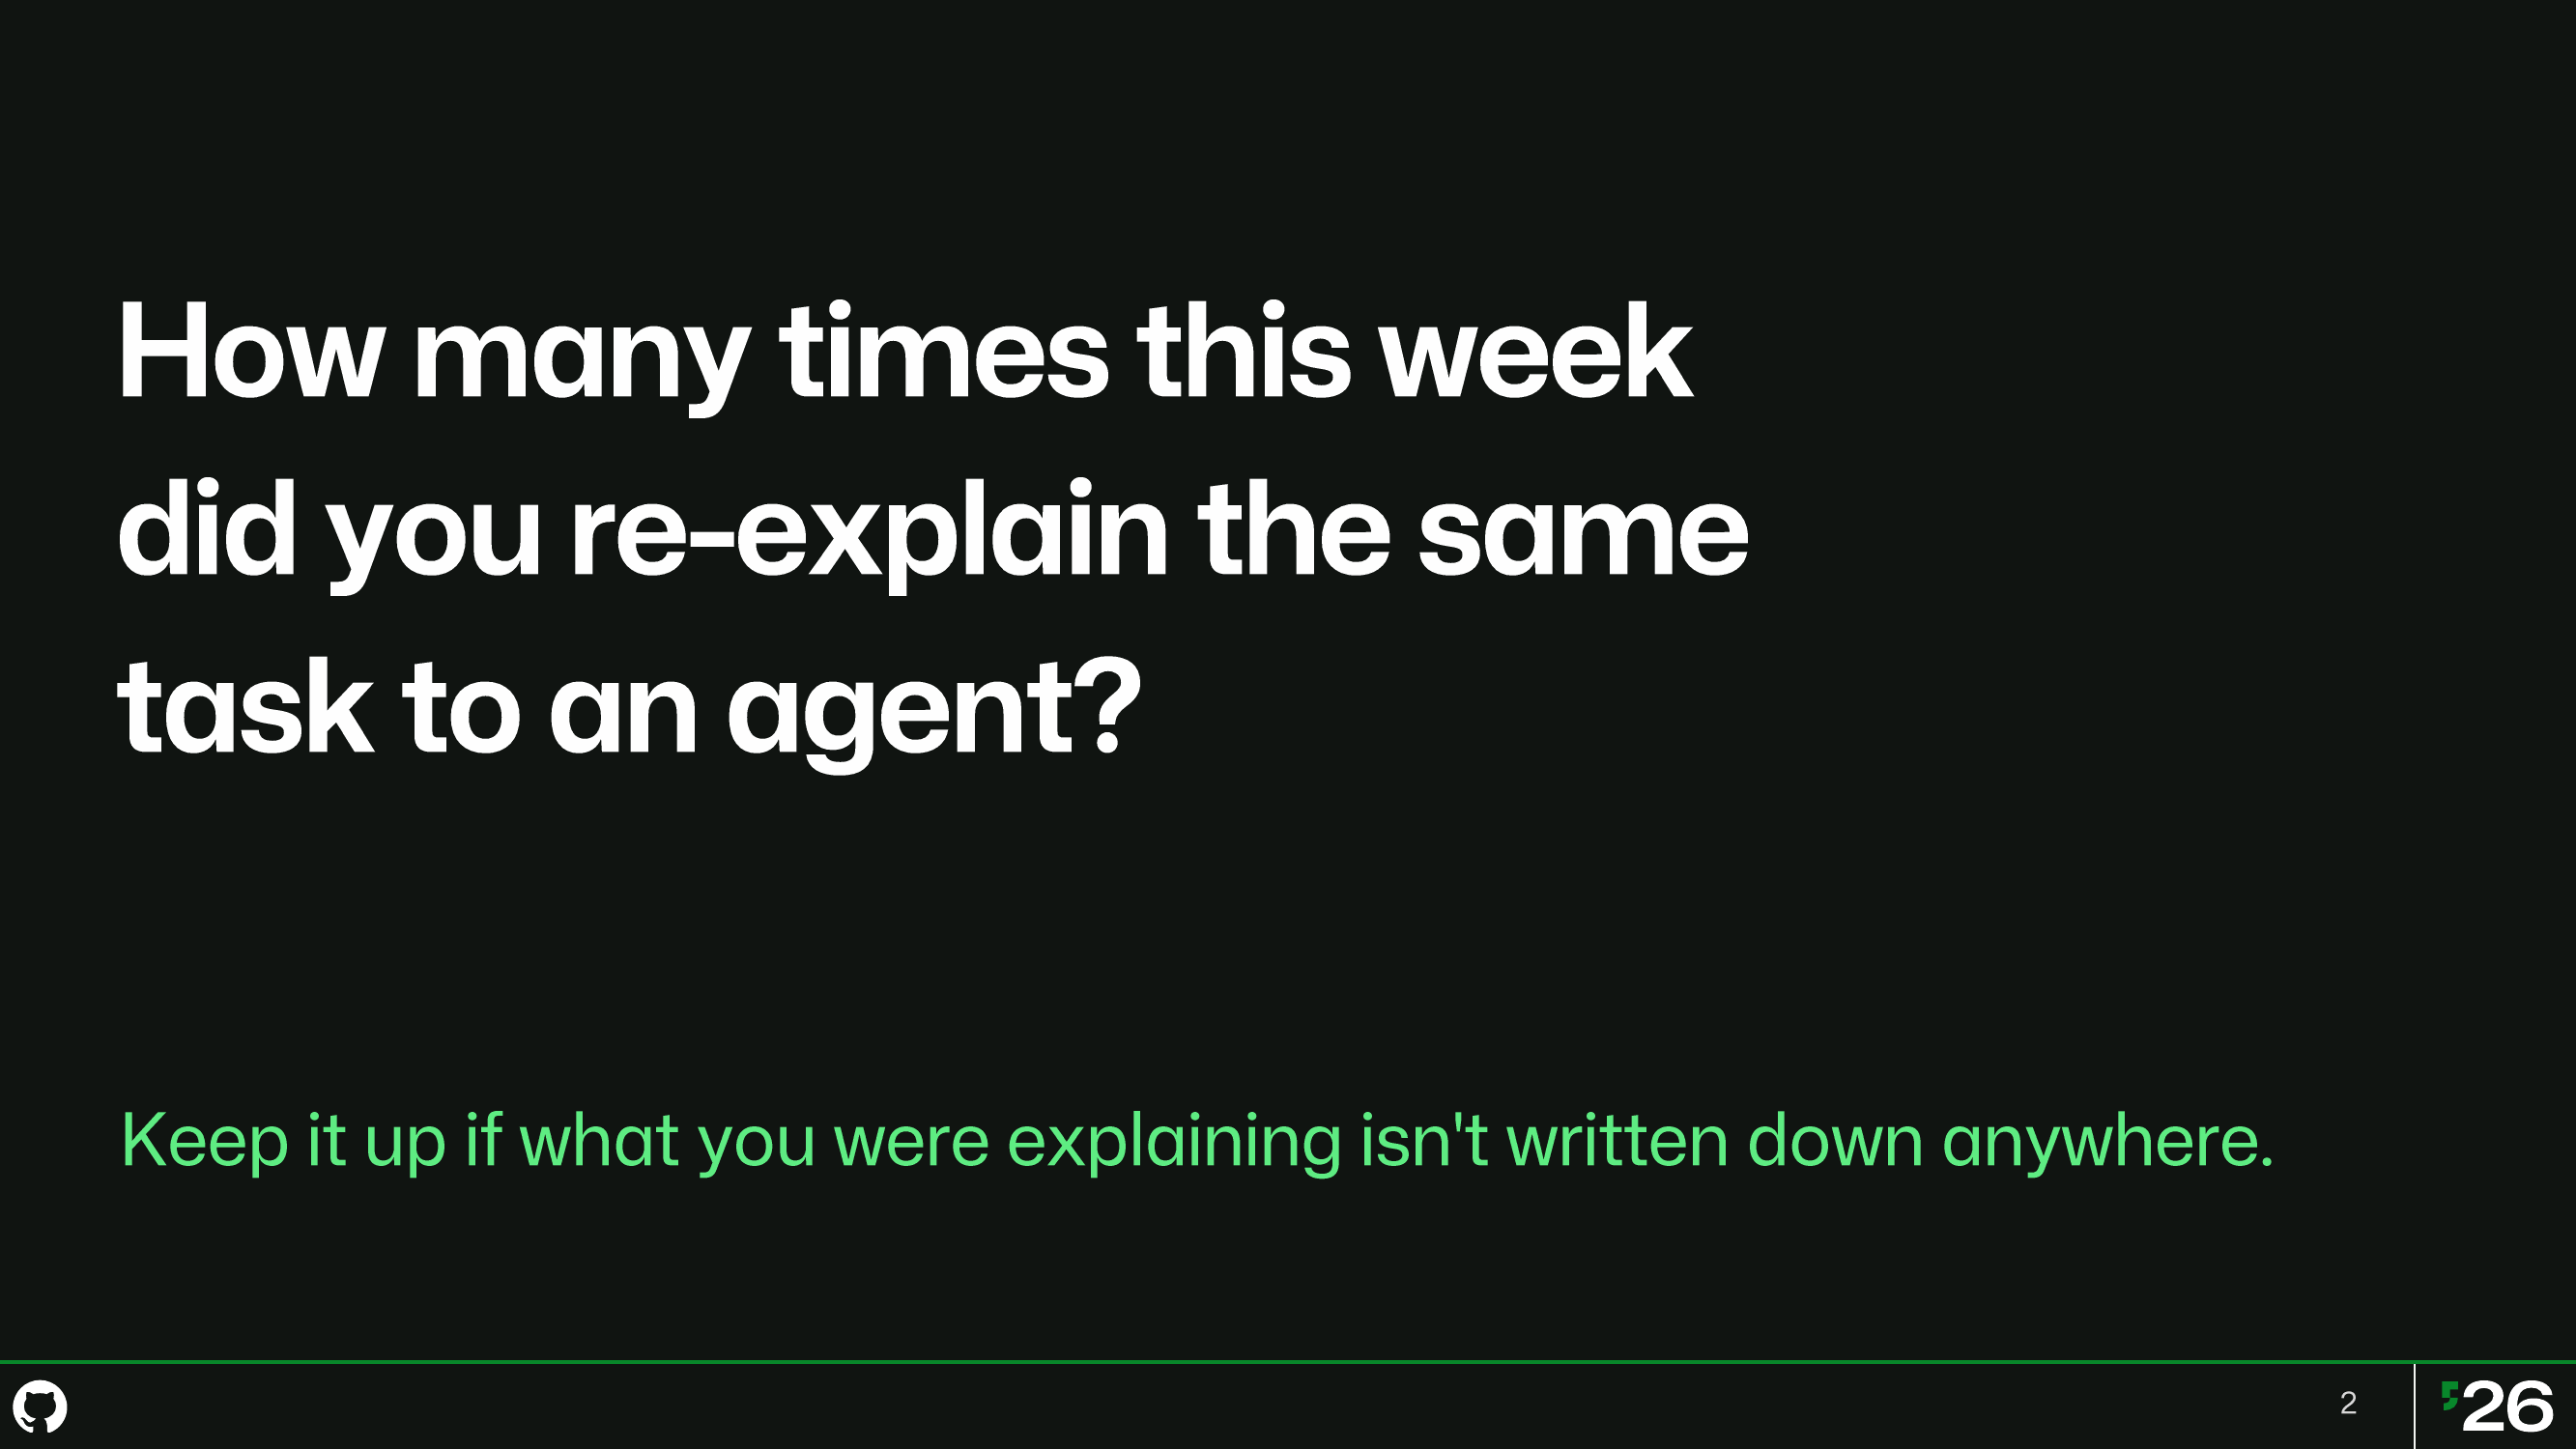 How many times this week
did you re-explain the same
task to an agent?
Keep it up if what you were explaining isn't written down anywhere.
2
’26